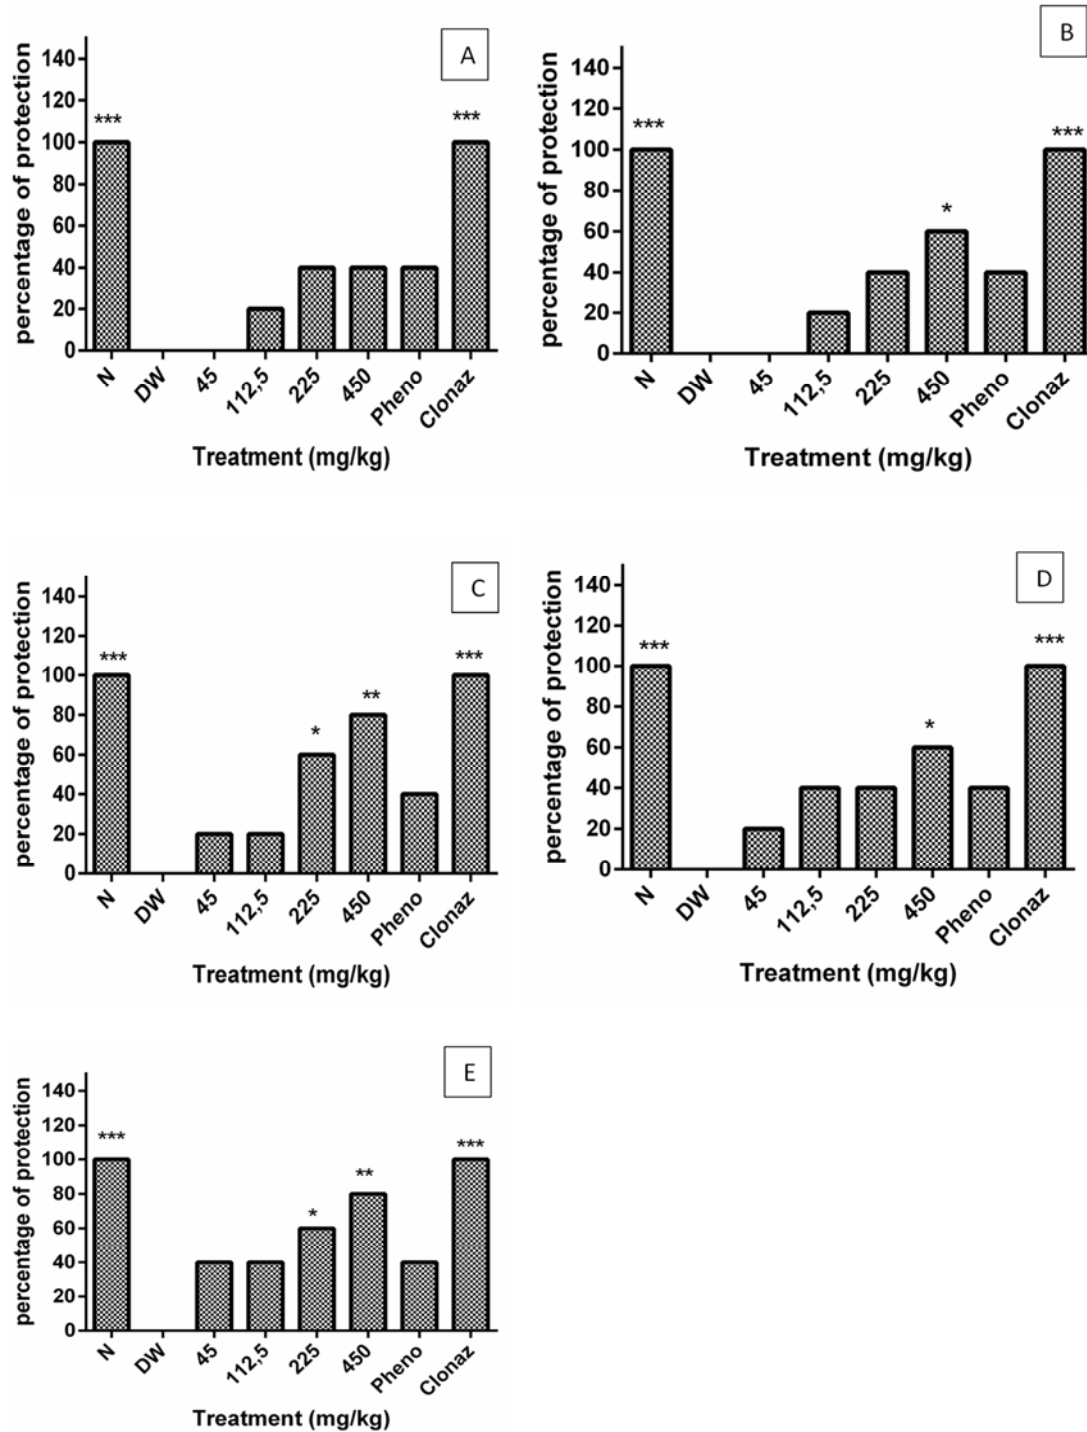 A
percentage of protection
140
120
100
80
60
40
20
0
***
***
N
DW
45
112,5
225
450
Pheno
Clonaz
Treatment (mg/kg)
B
percentage of protection
140
120
100
80
60
40
20
0
***
*
***
N
DW
45
112,5
225
450
Pheno
Clonaz
Treatment (mg/kg)
C
percentage of protection
140
120
100
80
60
40
20
0
***
*
**
***
N
DW
45
112,5
225
450
Pheno
Clonaz
Treatment (mg/kg)
D
percentage of protection
140
120
100
80
60
40
20
0
***
*
***
N
DW
45
112,5
225
450
Pheno
Clonaz
Treatment (mg/kg)
E
percentage of protection
140
120
100
80
60
40
20
0
***
*
**
***
N
DW
45
112,5
225
450
Pheno
Clonaz
Treatment (mg/kg)